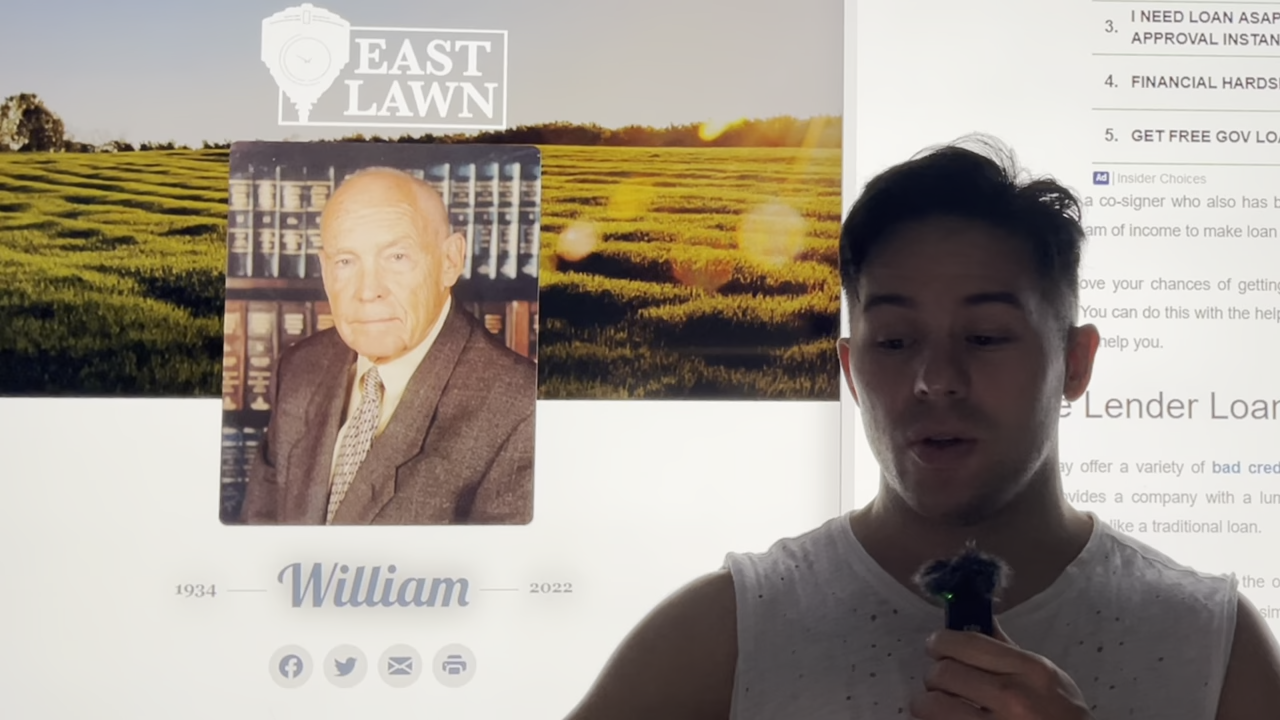 EAST
LAWN
1934
William
2022
3. I NEED LOAN ASAP
APPROVAL INSTAN
4. FINANCIAL HARDS
5. GET FREE GOV LO
Ad | Insider Choices
a co-signer who also has b
am of income to make loan
ove your chances of getting
You can do this with the help
help you.
e Lender Loan
ay offer a variety of bad cred
vides a company with a lun
like a traditional loan.
the o
sim